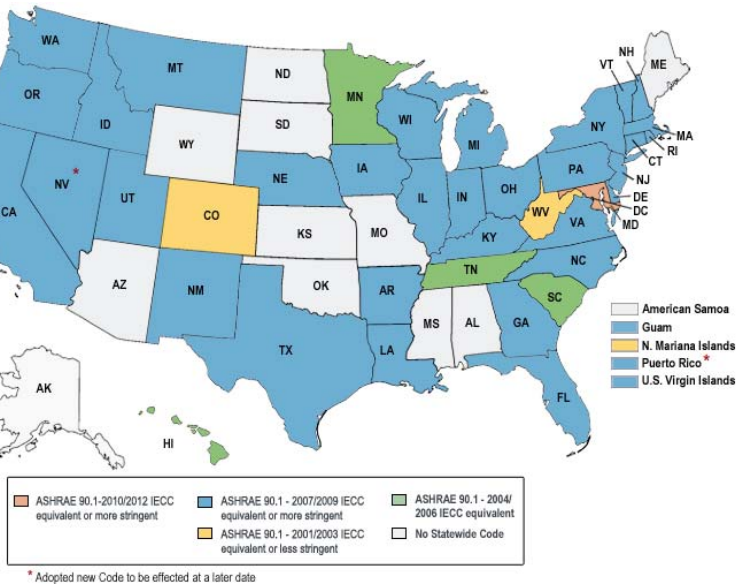 WA
OR
CA
NV *
ID
MT
WY
UT
CO
AZ
NM
ND
SD
NE
KS
OK
TX
MN
IA
MO
AR
LA
WI
IL
MI
IN
OH
KY
TN
MS
AL
GA
FL
SC
NC
VA
WV
PA
NY
VT
NH
ME
MA
RI
CT
NJ
DE
DC
MD
AK
HI
American Samoa
Guam
N. Mariana Islands
Puerto Rico *
U.S. Virgin Islands
ASHRAE 90.1-2010/2012 IECC
equivalent or more stringent
ASHRAE 90.1 - 2007/2009 IECC
equivalent or more stringent
ASHRAE 90.1 - 2001/2003 IECC
equivalent or less stringent
ASHRAE 90.1 - 2004/
2006 IECC equivalent
No Statewide Code
* Adopted new Code to be effected at a later date